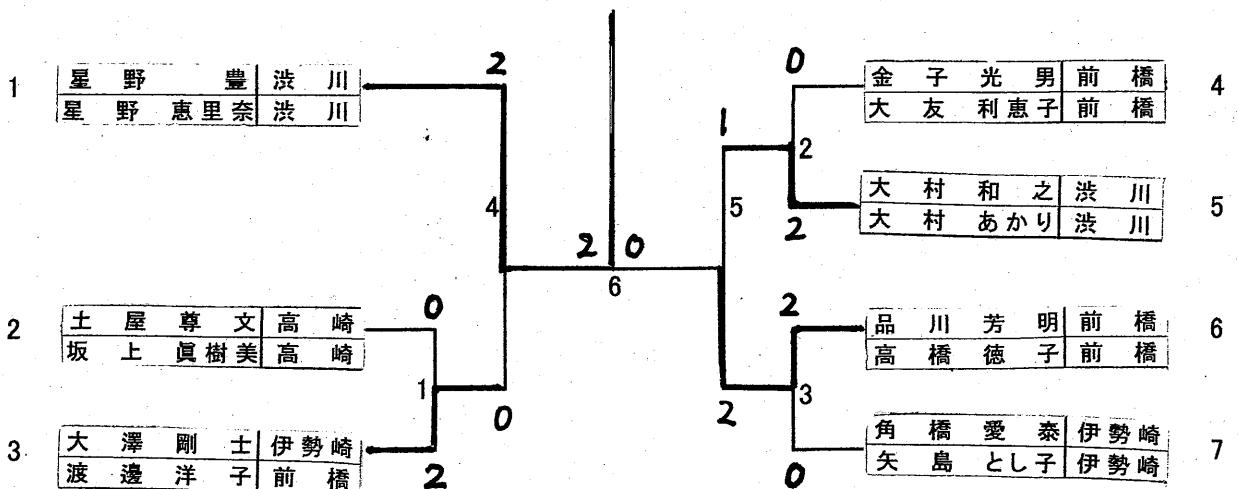 1 星野 豊 渋川
星野 恵里奈 渋川
2 土屋尊文 高崎
坂上眞樹美 高崎
3 大澤剛士 伊勢崎
渡邊洋子 前橋
2
4
0
1
0
2
2 0
6
0
1
2
5
2
2
3
2
0
金子光男 前橋 4
大友利恵子 前橋
大村和之 渋川 5
大村あかり 渋川
品川芳明 前橋 6
高橋徳子 前橋
角橋愛泰 伊勢崎 7
矢島とし子 伊勢崎